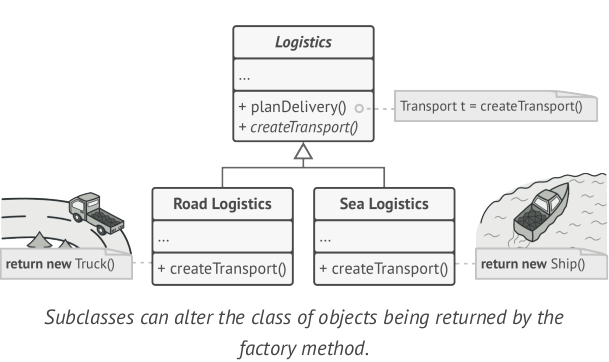 Logistics
...
+ planDelivery()
+ createTransport()
Transport t = createTransport()
Road Logistics
...
+ createTransport()
Sea Logistics
...
+ createTransport()
return new Truck()
return new Ship()
Subclasses can alter the class of objects being returned by the
factory method.